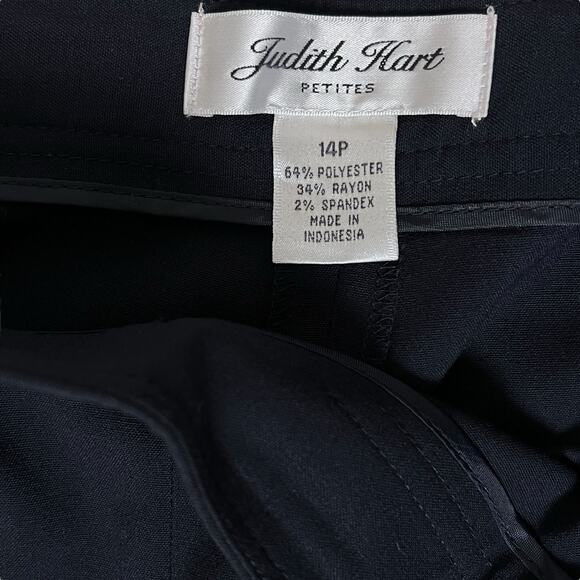 Judith Hart
PETITES
14P
64% POLYESTER
34% RAYON
2% SPANDEX
MADE IN
INDONESIA